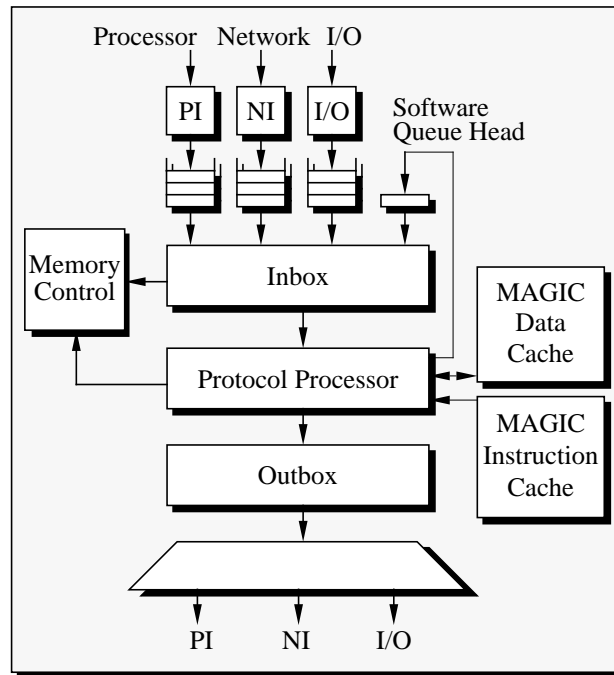 Processor Network I/O
PI NI I/O
Software
Queue Head
Memory
Control
Inbox
MAGIC
Data
Cache
Protocol Processor
MAGIC
Instruction
Cache
Outbox
PI NI I/O